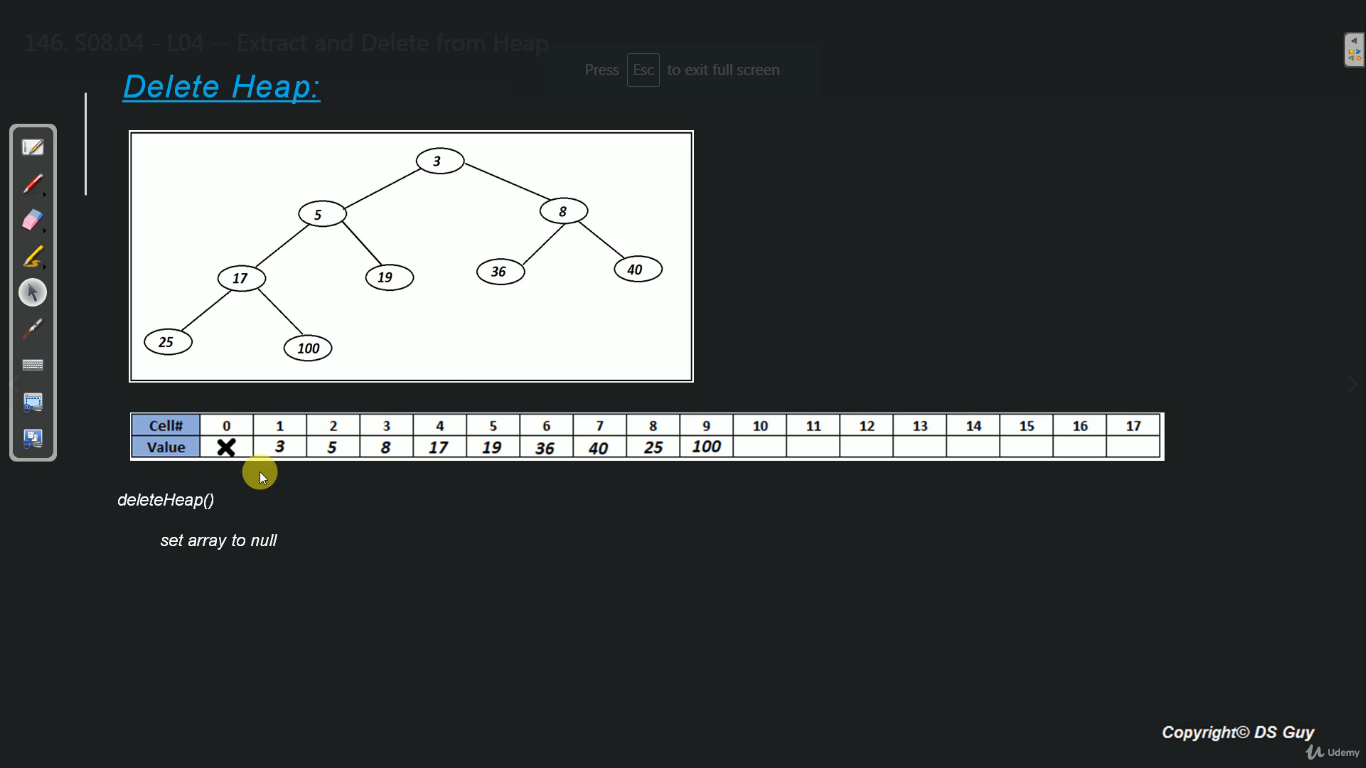 146. S08.04 - L04 -- Extract and Delete from Heap
Press Esc to exit full screen
Delete Heap:
3
5
8
17
19
36
40
25
100
Cell# 0 1 2 3 4 5 6 7 8 9 10 11 12 13 14 15 16 17
Value X 3 5 8 17 19 36 40 25 100
deleteHeap()
set array to null
Copyright© DS Guy
Udemy